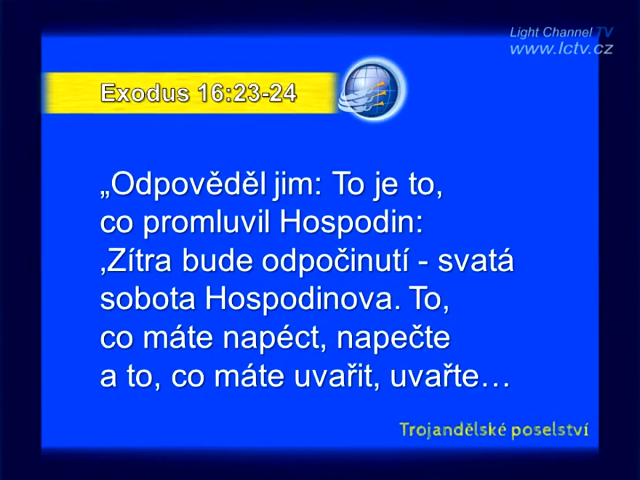 Light Channel TV
www.lctv.cz
Exodus 16:23-24
„Odpověděl jim: To je to,
co promluvil Hospodin:
‚Zítra bude odpočinutí - svatá
sobota Hospodinova. To,
co máte napéct, napečte
a to, co máte uvařit, uvařte…
Trojandělské poselství